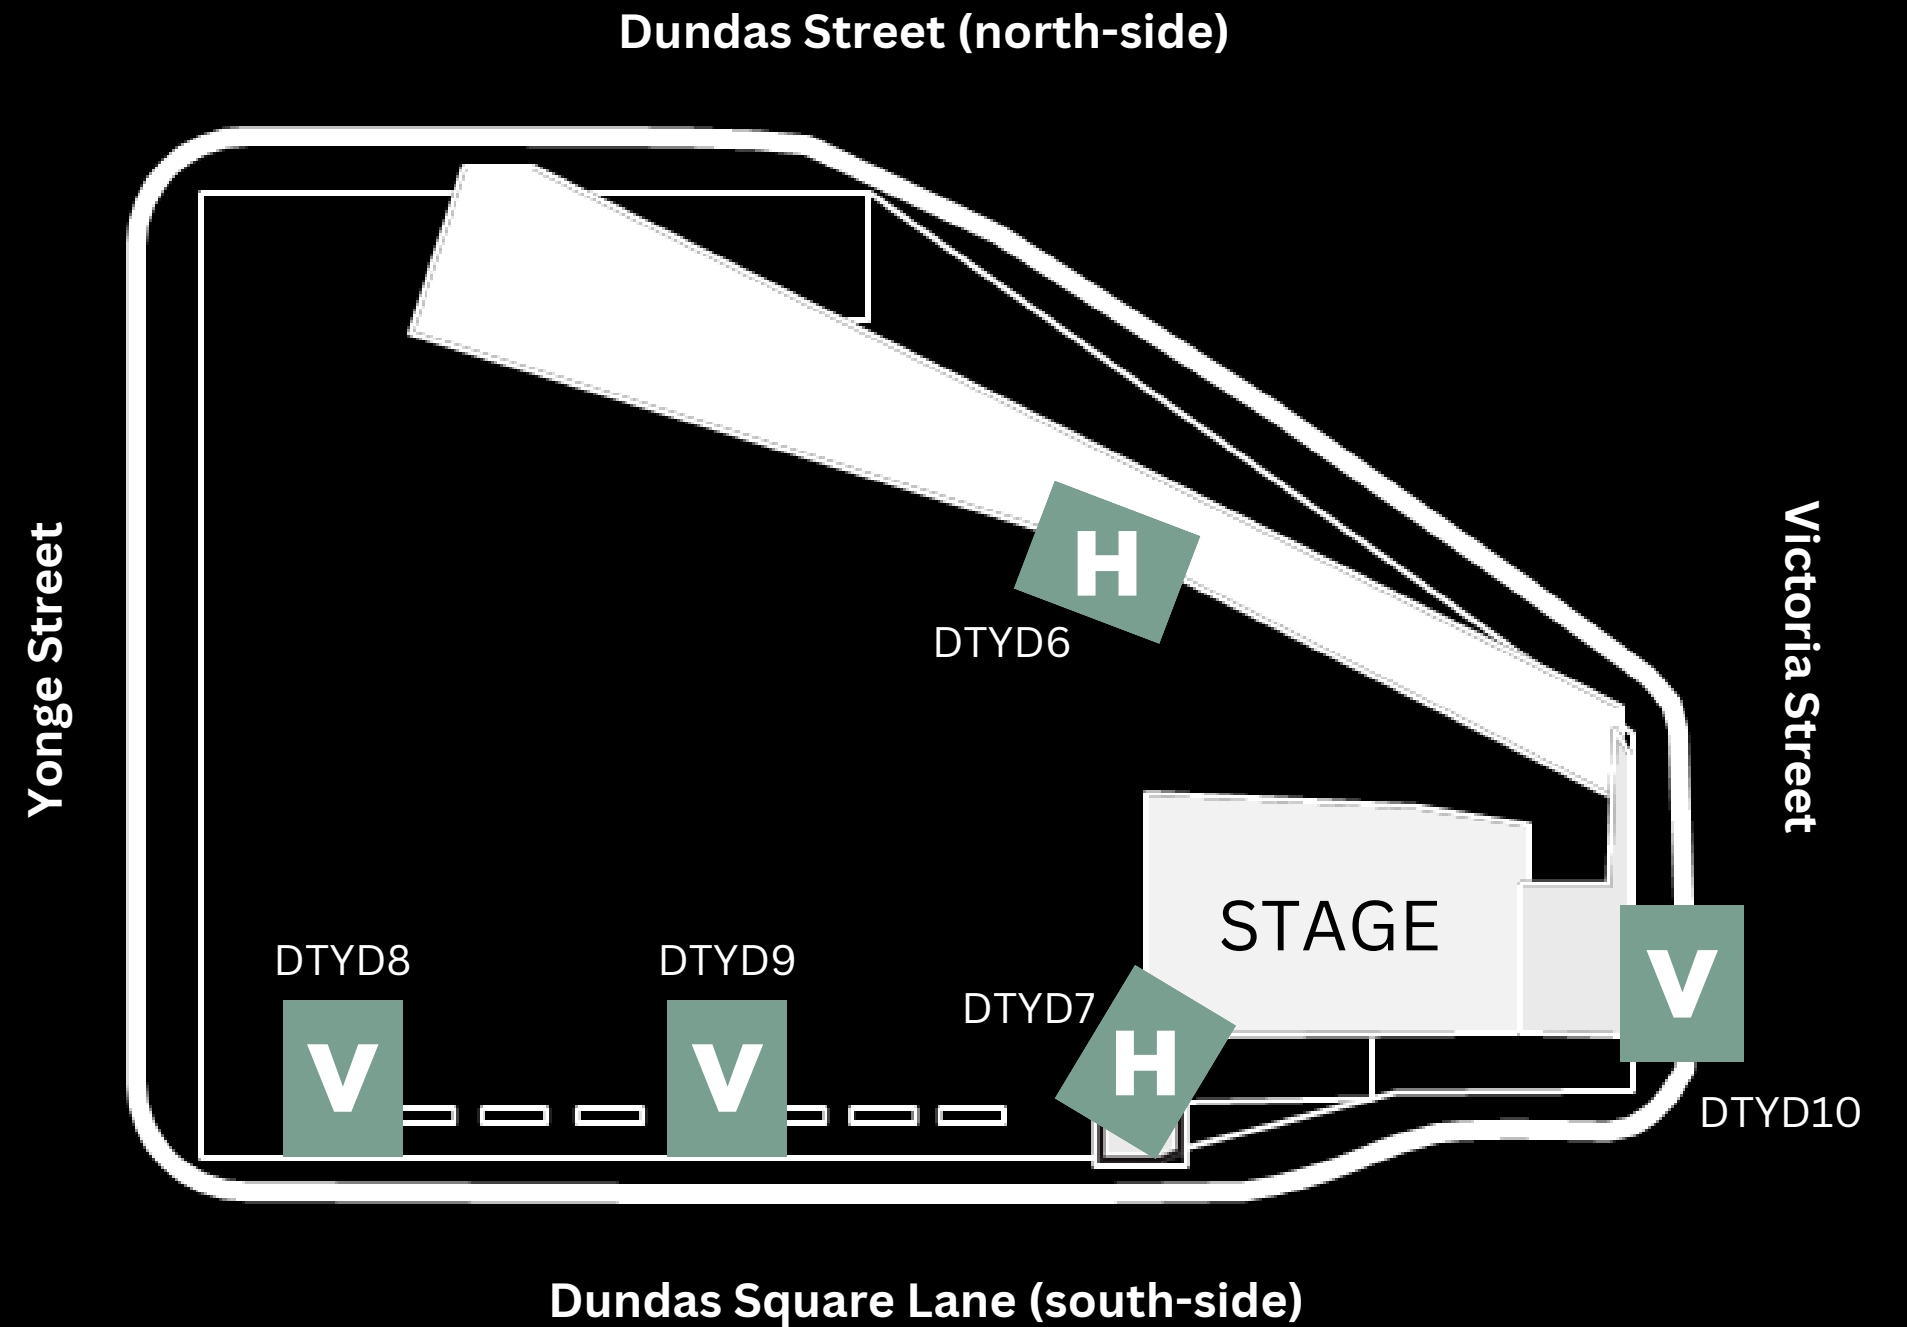 Dundas Street (north-side)
Yonge Street
Victoria Street
H
DTYD6
STAGE
DTYD8
DTYD9
DTYD7
V
V
V
H
DTYD10
Dundas Square Lane (south-side)